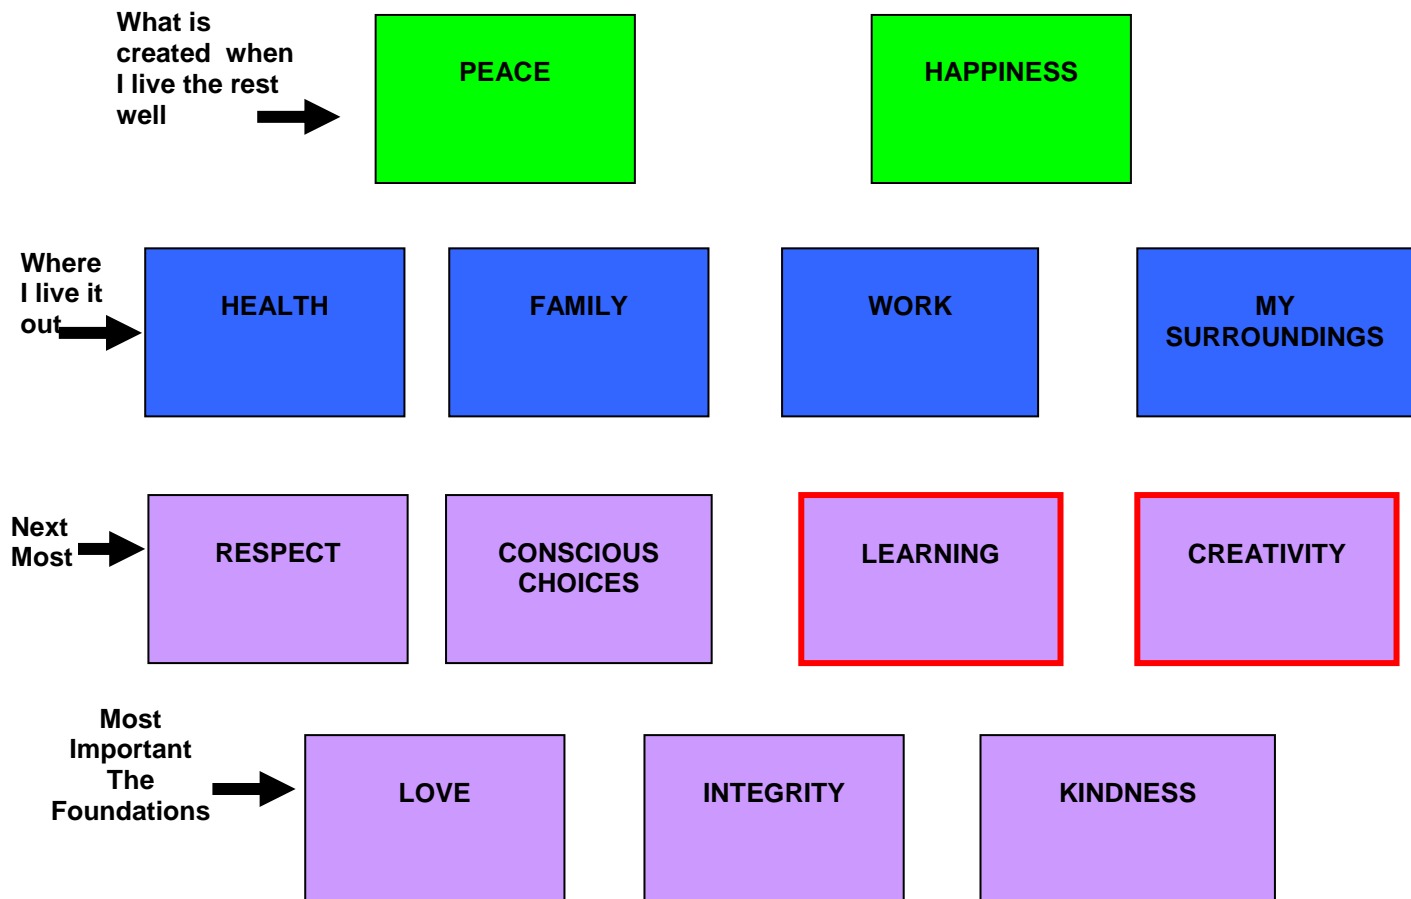 What is
created  when
I live the rest
well
PEACE
HAPPINESS
Where
I live it
out
HEALTH
FAMILY
WORK
MY
SURROUNDINGS
Next
Most
RESPECT
CONSCIOUS
CHOICES
LEARNING
CREATIVITY
Most
Important
The
Foundations
LOVE
INTEGRITY
KINDNESS